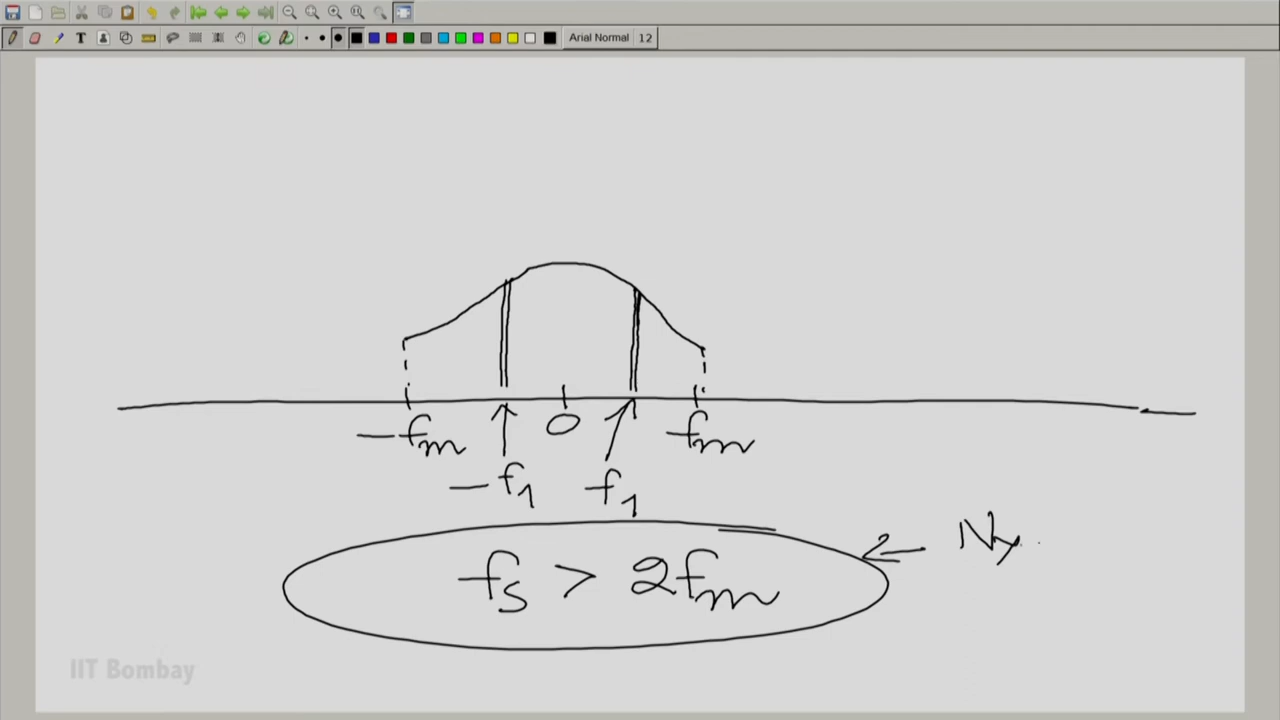 T Arial Normal 12
-fm 0 fm
-f1 f1
fs > 2fm ← Ny
IIT Bombay